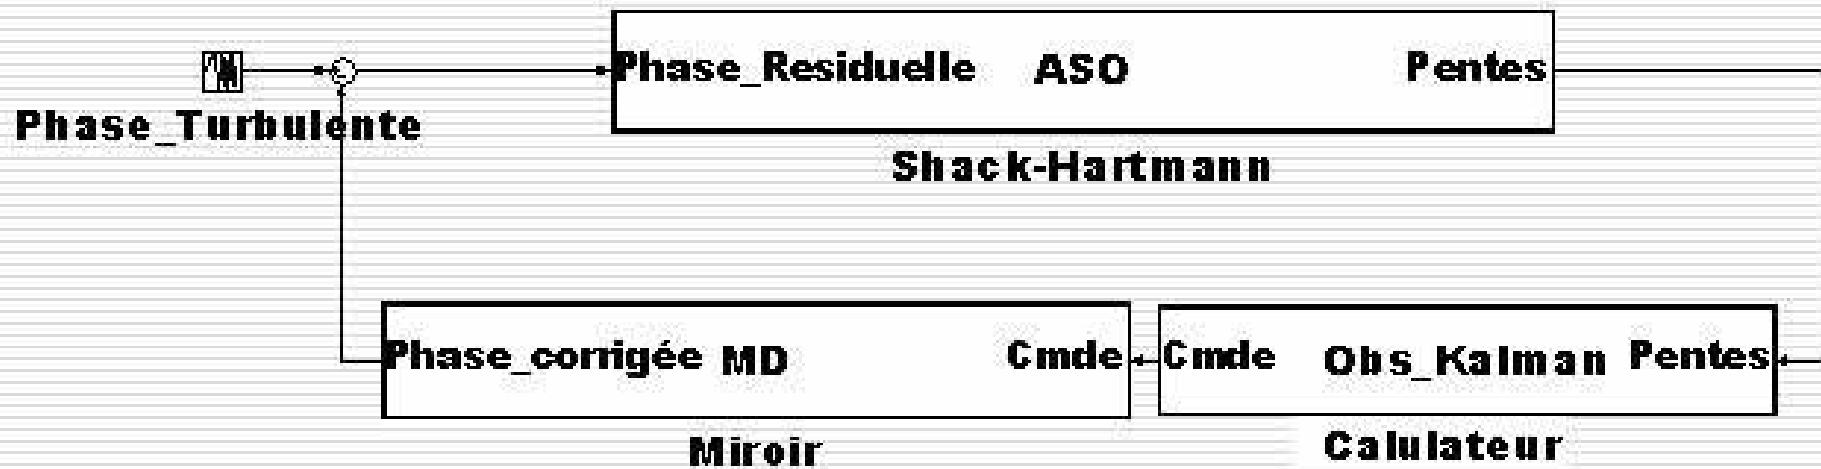 Phase_Residuelle ASO Pentes
Phase_Turbulente
Shack-Hartmann
Phase_corrigée MD Cmde Cmde Obs_Kalman Pentes
Miroir Calulateur